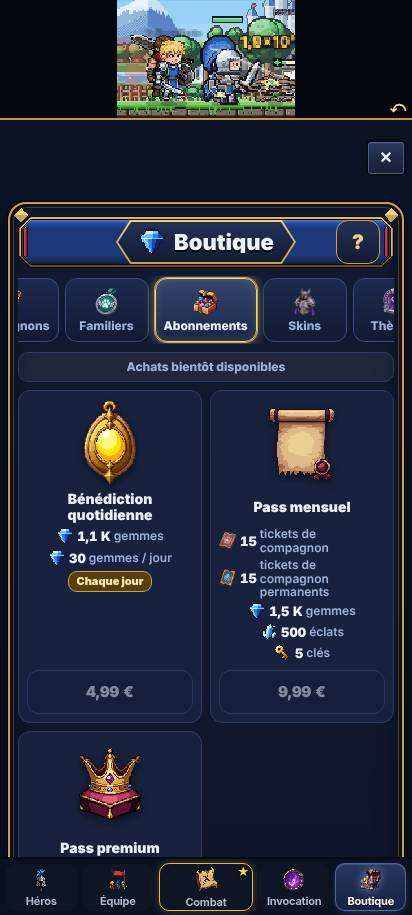 1,0×10
×
Boutique
?
gnons
Familiers
Abonnements
Skins
Thè
Achats bientôt disponibles
Bénédiction
quotidienne
1,1 K gemmes
30 gemmes / jour
Chaque jour
4,99 €
Pass mensuel
15 tickets de
compagnon
15 tickets de
compagnon
permanents
1,5 K gemmes
500 éclats
5 clés
9,99 €
Pass premium
Héros
Équipe
Combat
Invocation
Boutique